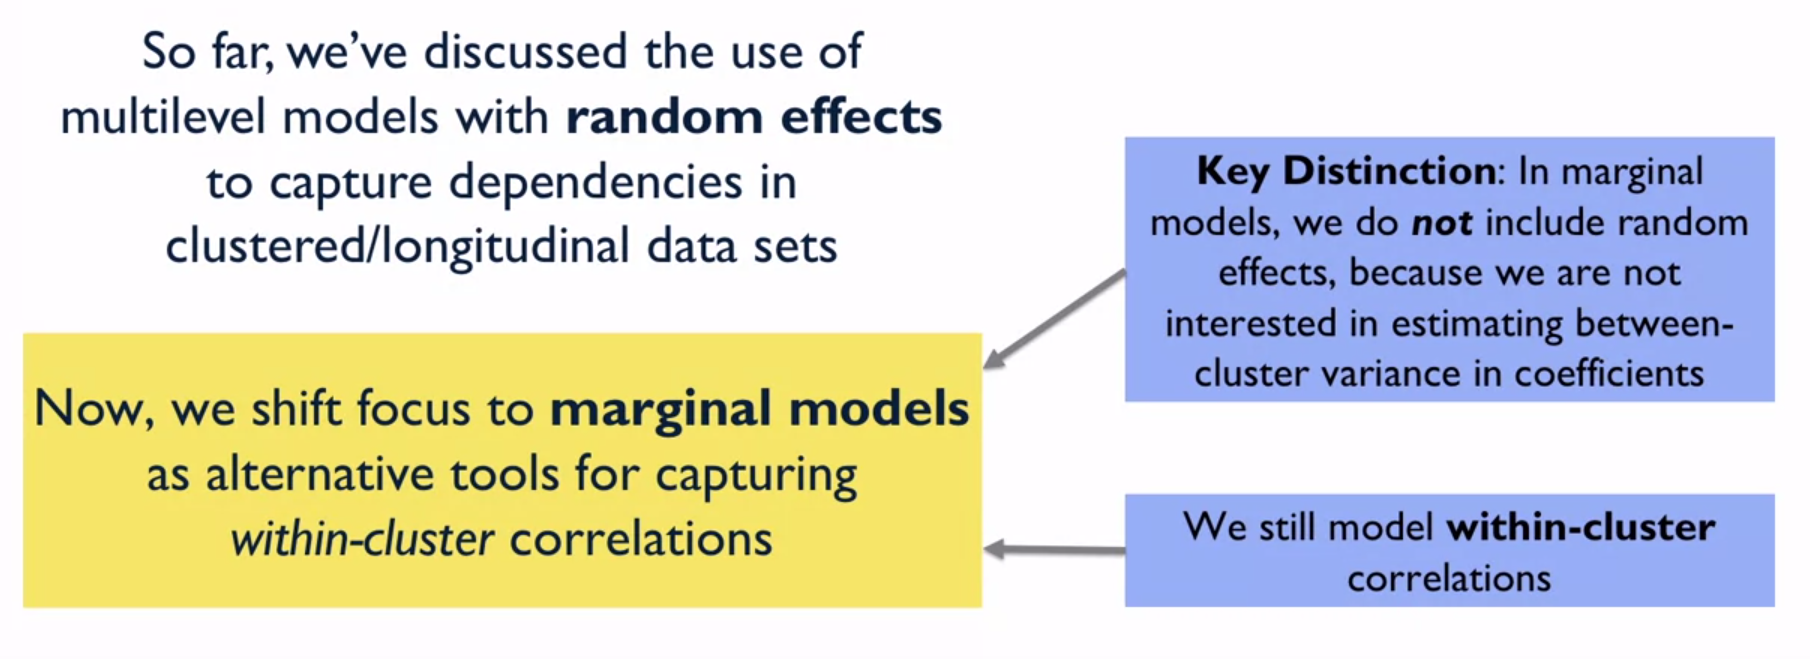 So far, we’ve discussed the use of
multilevel models with random effects
to capture dependencies in
clustered/longitudinal data sets
Now, we shift focus to marginal models
as alternative tools for capturing
within-cluster correlations
Key Distinction: In marginal
models, we do not include random
effects, because we are not
interested in estimating between-
cluster variance in coefficients
We still model within-cluster
correlations